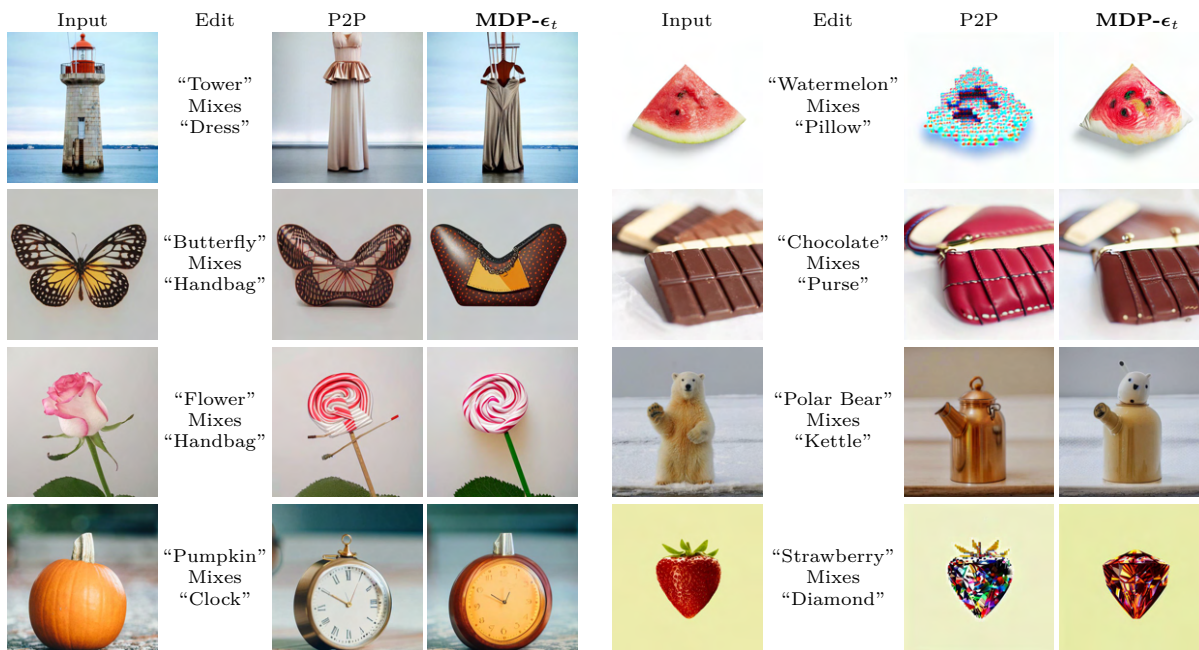 Input Edit P2P MDP-ϵt Input Edit P2P MDP-ϵt
“Tower”
Mixes
“Dress”
“Watermelon”
Mixes
“Pillow”
“Butterfly”
Mixes
“Handbag”
“Chocolate”
Mixes
“Purse”
“Flower”
Mixes
“Handbag”
“Polar Bear”
Mixes
“Kettle”
“Pumpkin”
Mixes
“Clock”
“Strawberry”
Mixes
“Diamond”